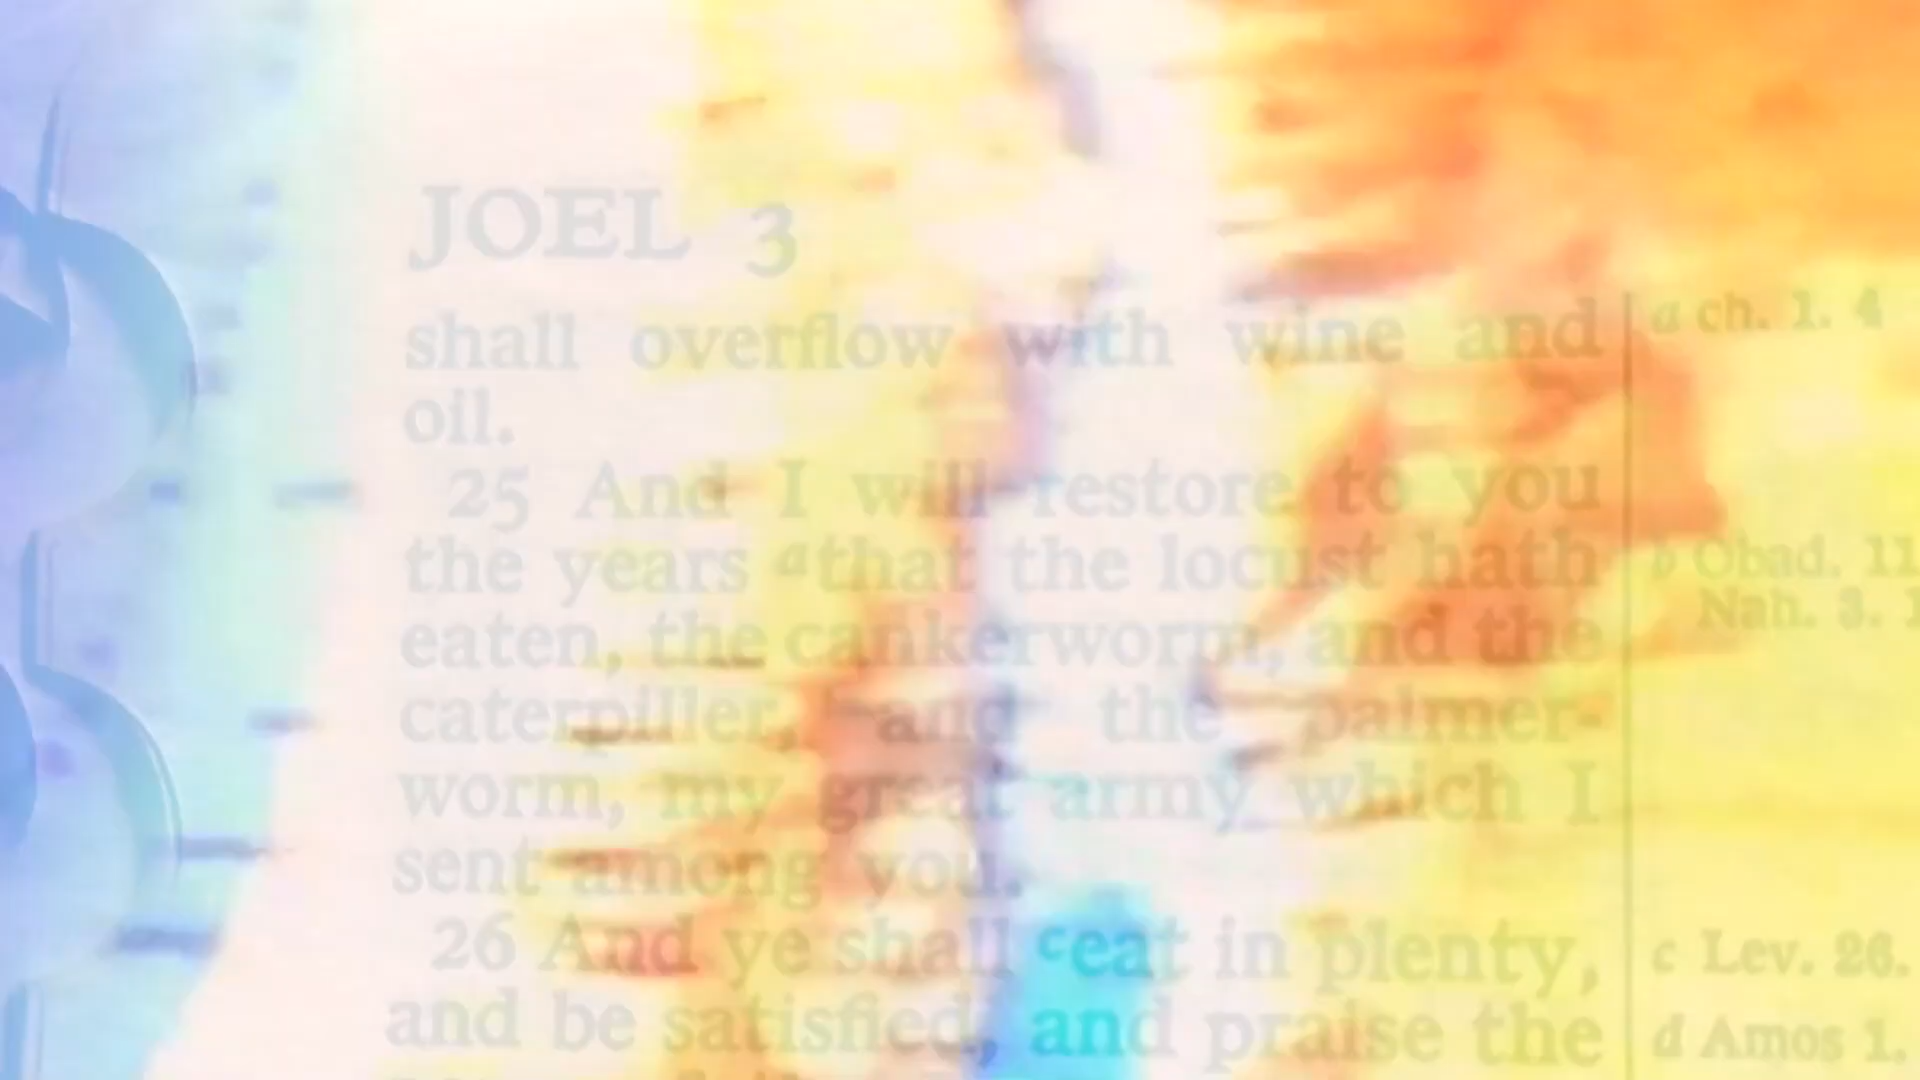 JOEL 3
shall overflow with wine and
oil.
25 And I will restore to you
the years a that the locust hath
eaten, the cankerworm, and the
caterpiller, and the palmer-
worm, my great army which I
sent among you.
26 And ye shall c eat in plenty,
and be satisfied, and praise the
a ch. 1. 4
b Obad. 11
Nah. 3. 1
c Lev. 26.
d Amos 1.